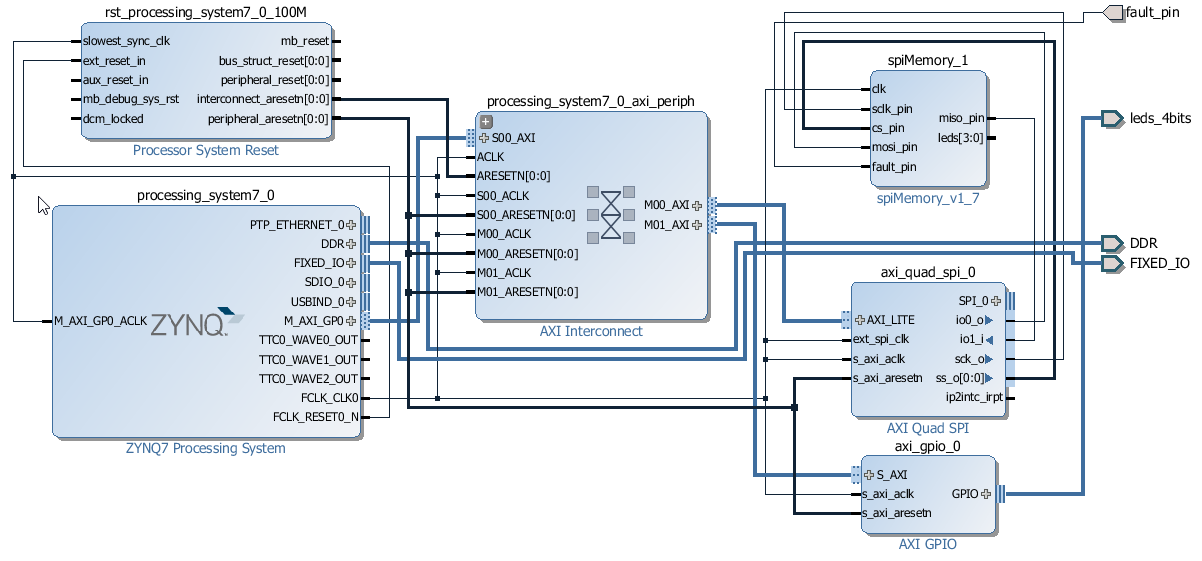 rst_processing_system7_0_100M
slowest_sync_clk
ext_reset_in
aux_reset_in
mb_debug_sys_rst
dcm_locked
mb_reset
bus_struct_reset[0:0]
peripheral_reset[0:0]
interconnect_aresetn[0:0]
peripheral_aresetn[0:0]
Processor System Reset
processing_system7_0
M_AXI_GP0_ACLK
ZYNQ
PTP_ETHERNET_0
DDR
FIXED_IO
SDIO_0
USBIND_0
M_AXI_GP0
TTC0_WAVE0_OUT
TTC0_WAVE1_OUT
TTC0_WAVE2_OUT
FCLK_CLK0
FCLK_RESET0_N
ZYNQ7 Processing System
processing_system7_0_axi_periph
S00_AXI
ACLK
ARESETN[0:0]
S00_ACLK
S00_ARESETN[0:0]
M00_ACLK
M00_ARESETN[0:0]
M01_ACLK
M01_ARESETN[0:0]
M00_AXI
M01_AXI
AXI Interconnect
spiMemory_1
clk
sclk_pin
cs_pin
mosi_pin
fault_pin
miso_pin
leds[3:0]
spiMemory_v1_7
axi_quad_spi_0
AXI_LITE
ext_spi_clk
s_axi_aclk
s_axi_aresetn
SPI_0
io0_o
io1_i
sck_o
ss_o[0:0]
ip2intc_irpt
AXI Quad SPI
axi_gpio_0
S_AXI
s_axi_aclk
s_axi_aresetn
GPIO
AXI GPIO
fault_pin
leds_4bits
DDR
FIXED_IO